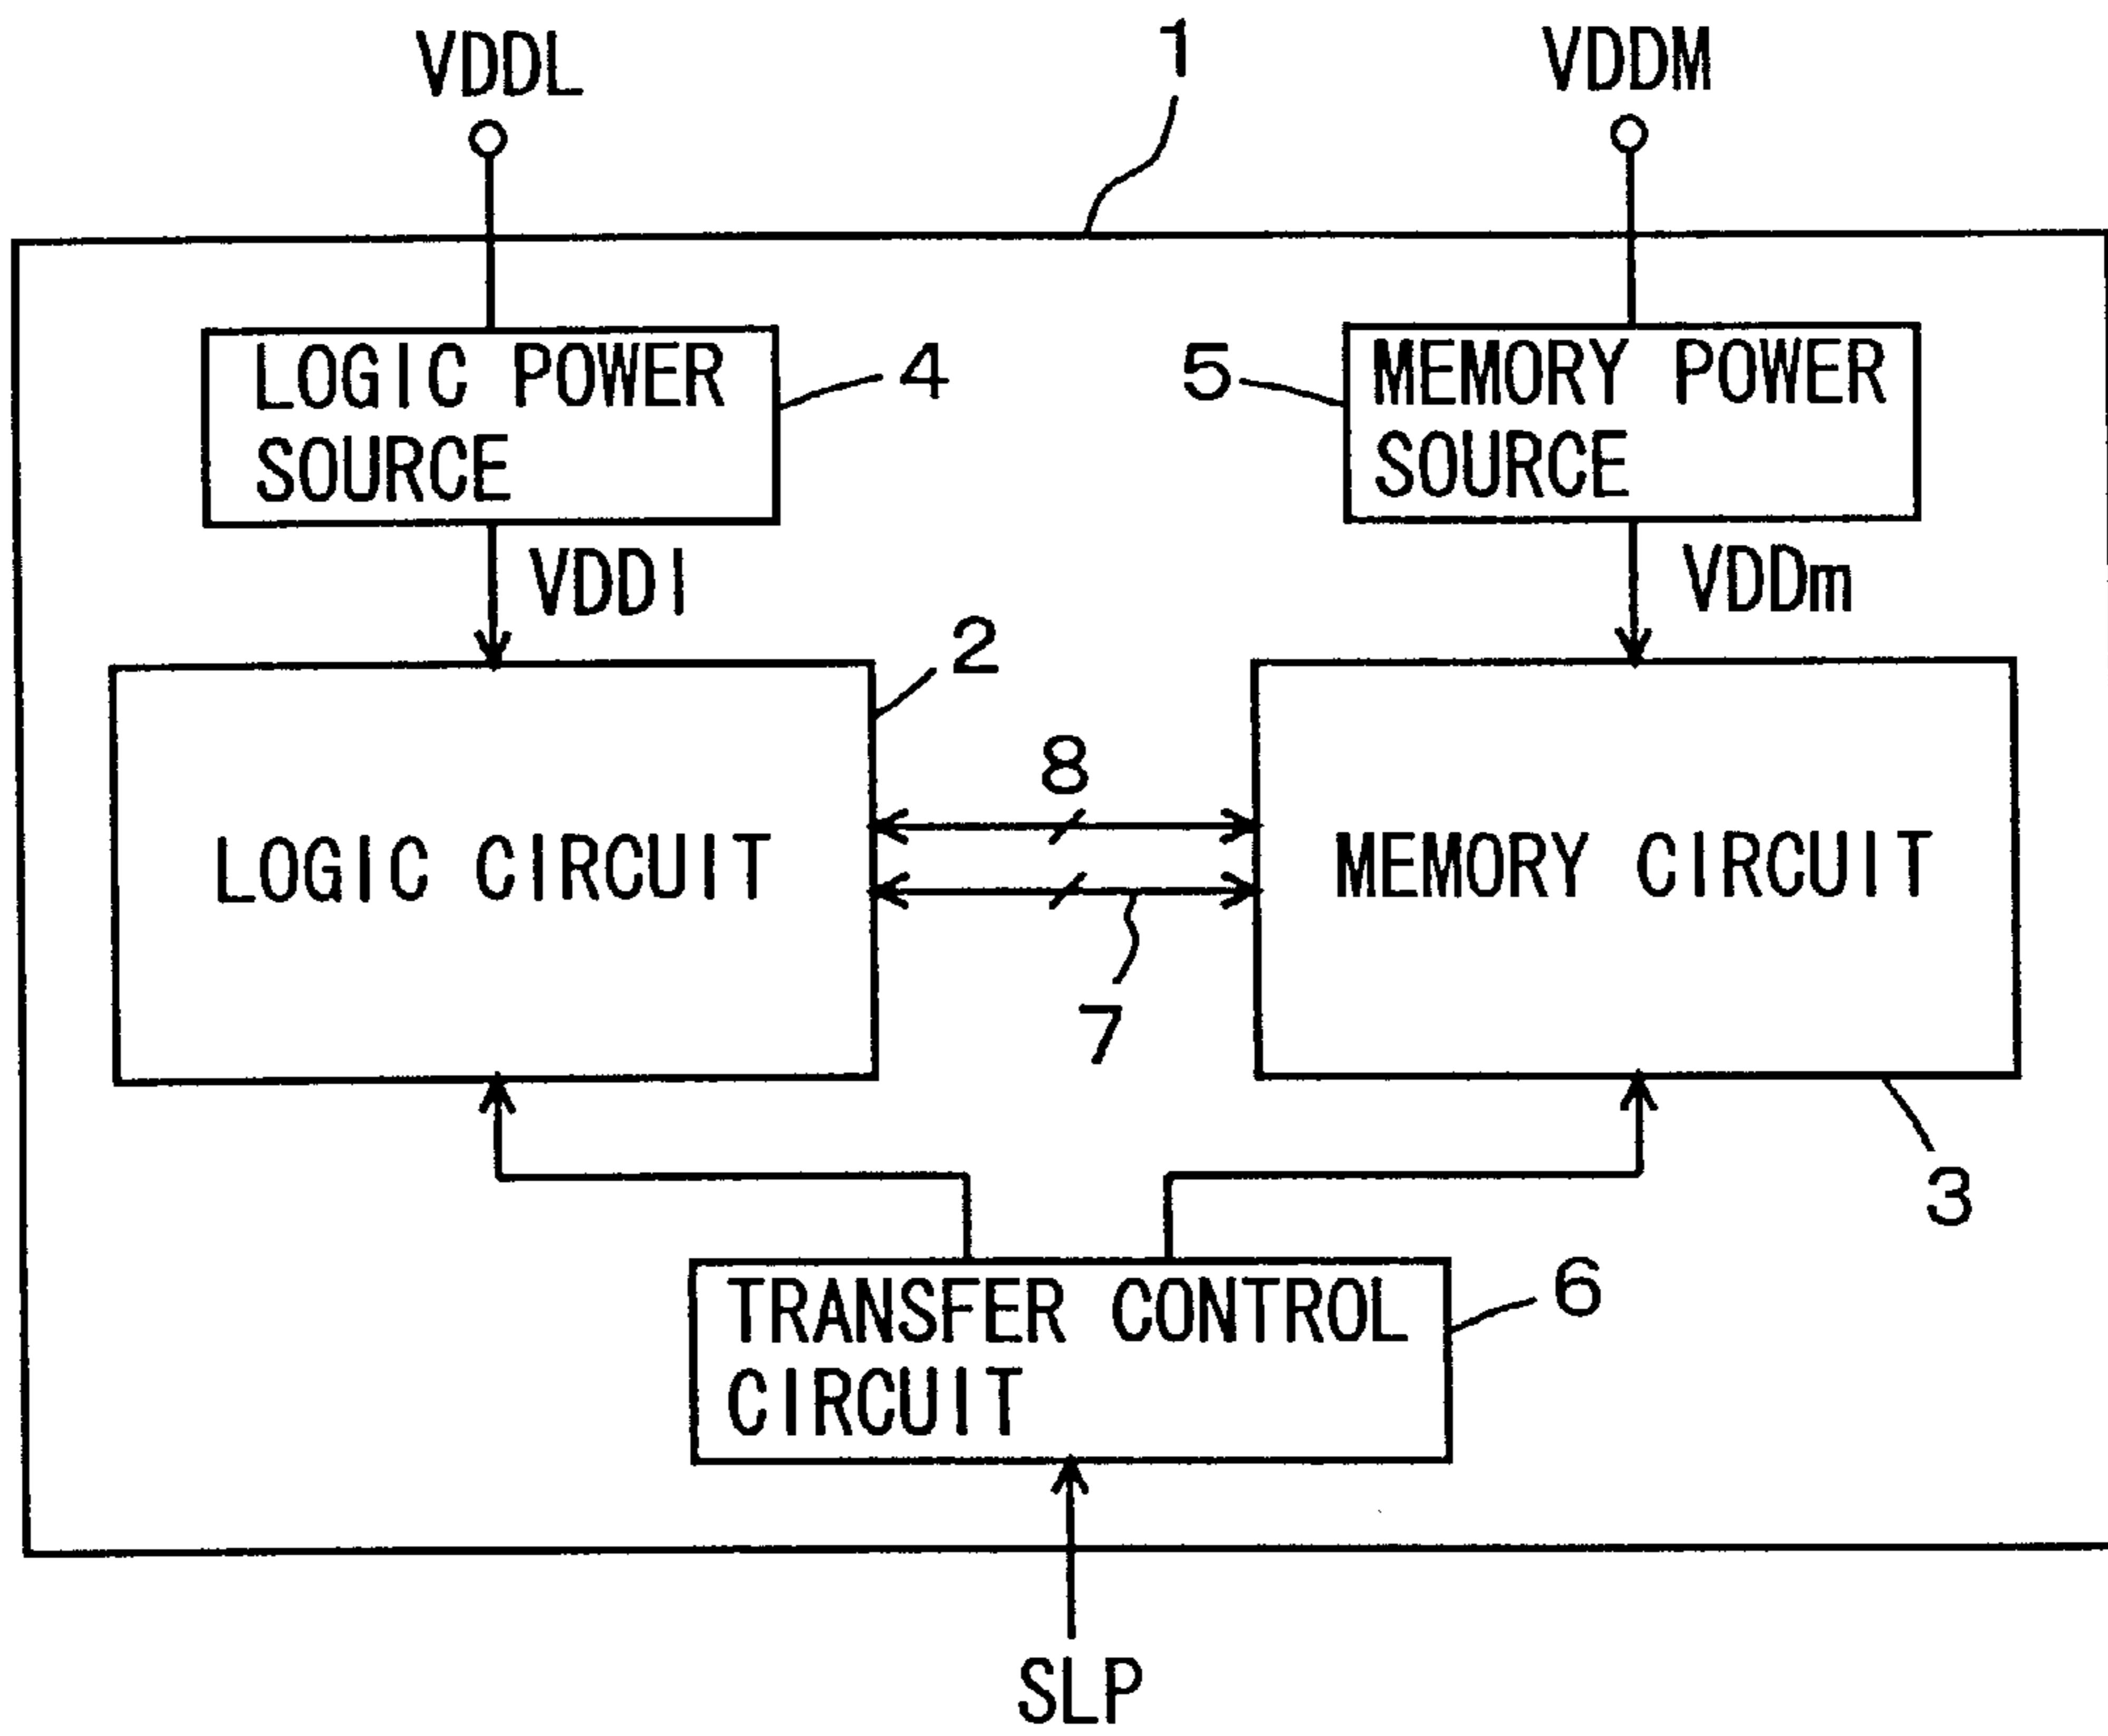 1
VDDL
VDDM
LOGIC POWER
SOURCE
4
5
MEMORY POWER
SOURCE
VDDl
VDDm
2
8
LOGIC CIRCUIT
MEMORY CIRCUIT
7
3
TRANSFER CONTROL
CIRCUIT
6
SLP